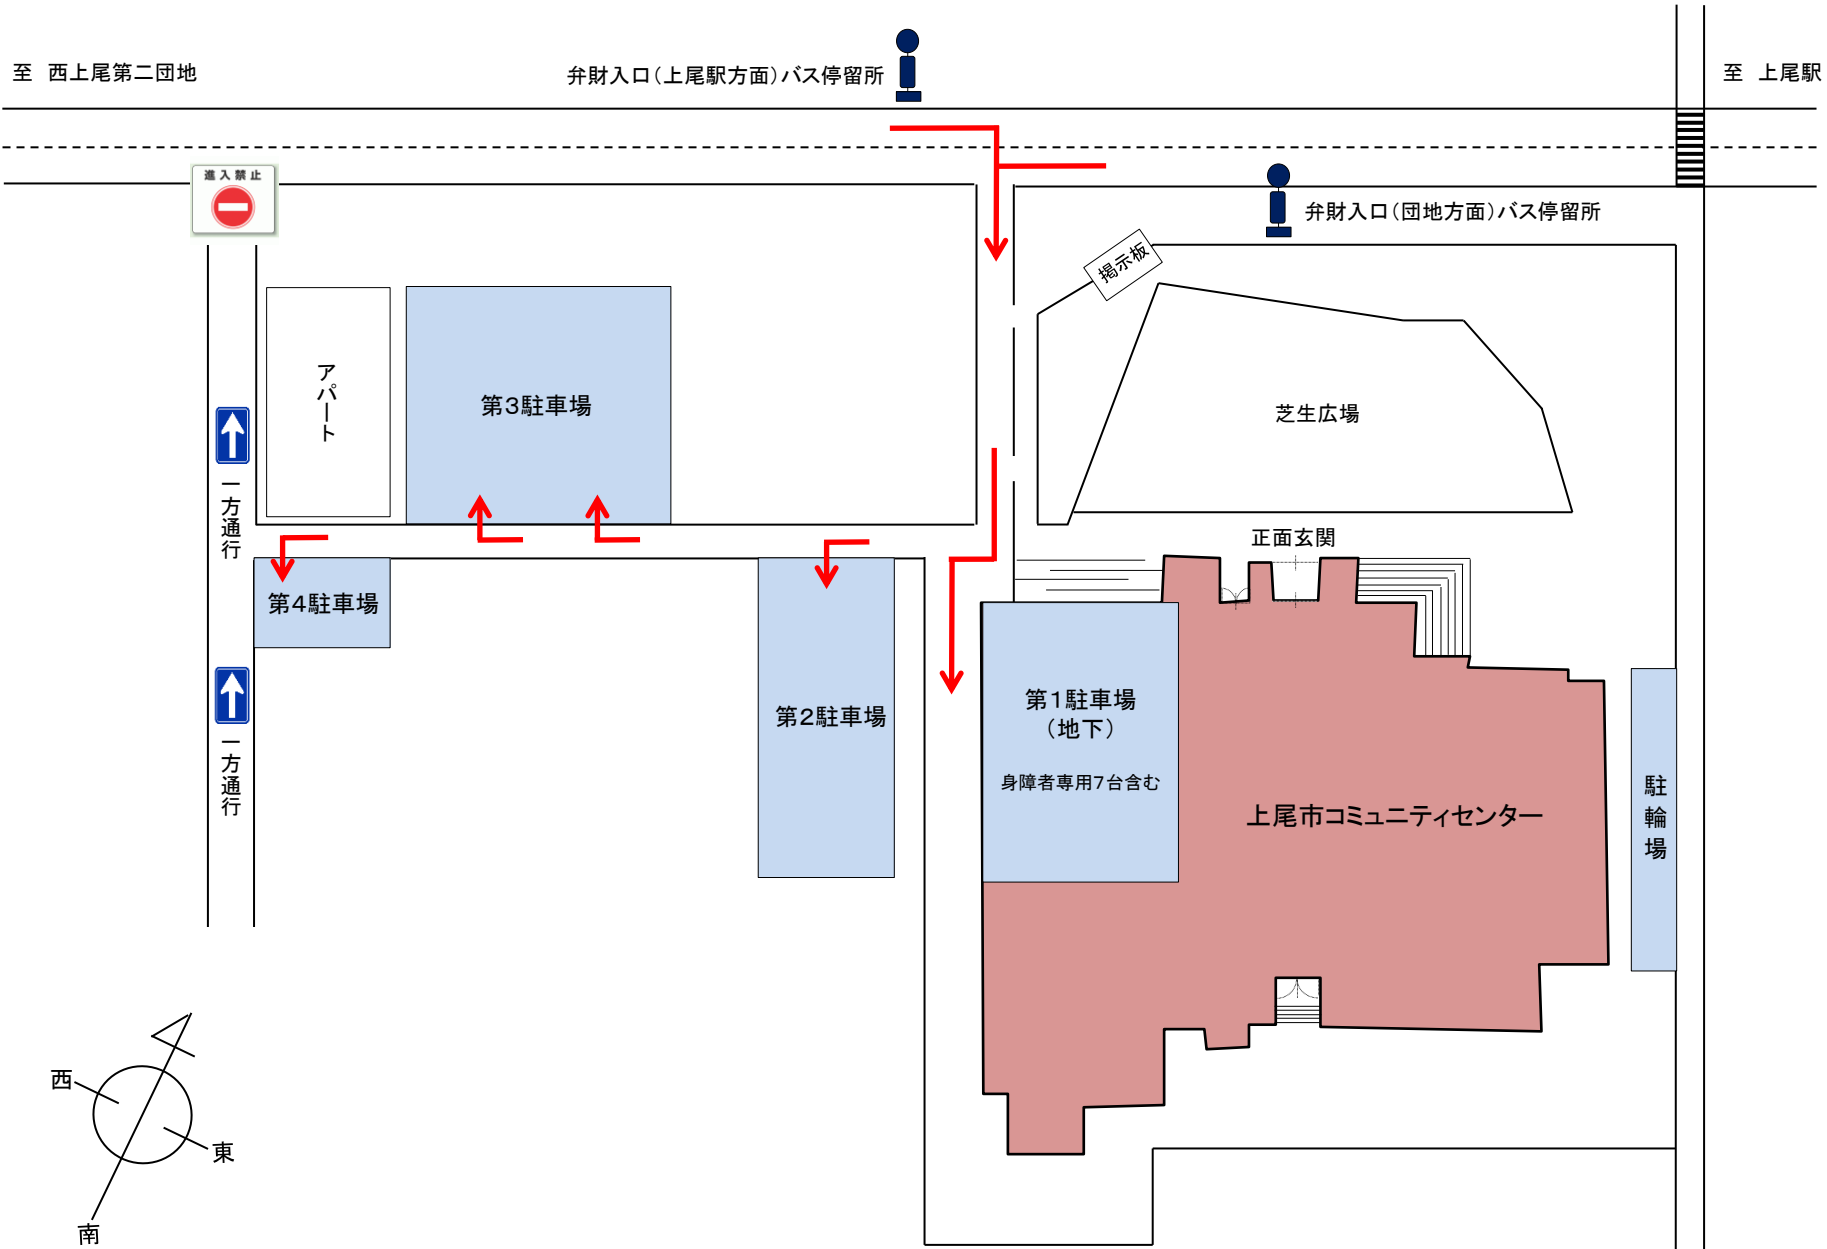 至　西上尾第二団地
弁財入口（上尾駅方面）バス停留所
至　上尾駅
進入禁止
弁財入口（団地方面）バス停留所
掲示板
アパート
第３駐車場
芝生広場
一方通行
正面玄関
第４駐車場
第２駐車場
第１駐車場
（地下）
身障者専用７台含む
一方通行
上尾市コミュニティセンター
駐輪場
西
東
南